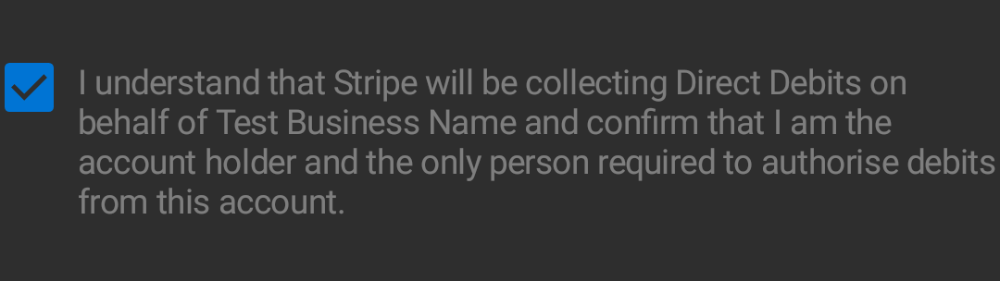 I understand that Stripe will be collecting Direct Debits on
behalf of Test Business Name and confirm that I am the
account holder and the only person required to authorise debits
from this account.